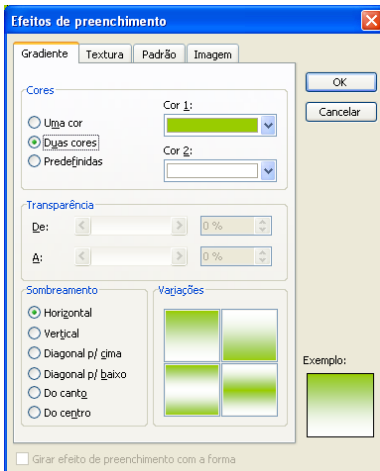 Efeitos de preenchimento
Gradiente Textura Padrão Imagem
OK
Cancelar
Cores
Uma cor
Duas cores
Predefinidas
Cor 1:
Cor 2:
Transparência
De: 0 %
A: 0 %
Sombreamento
Horizontal
Vertical
Diagonal p/ cima
Diagonal p/ baixo
Do canto
Do centro
Variações
Exemplo:
Girar efeito de preenchimento com a forma